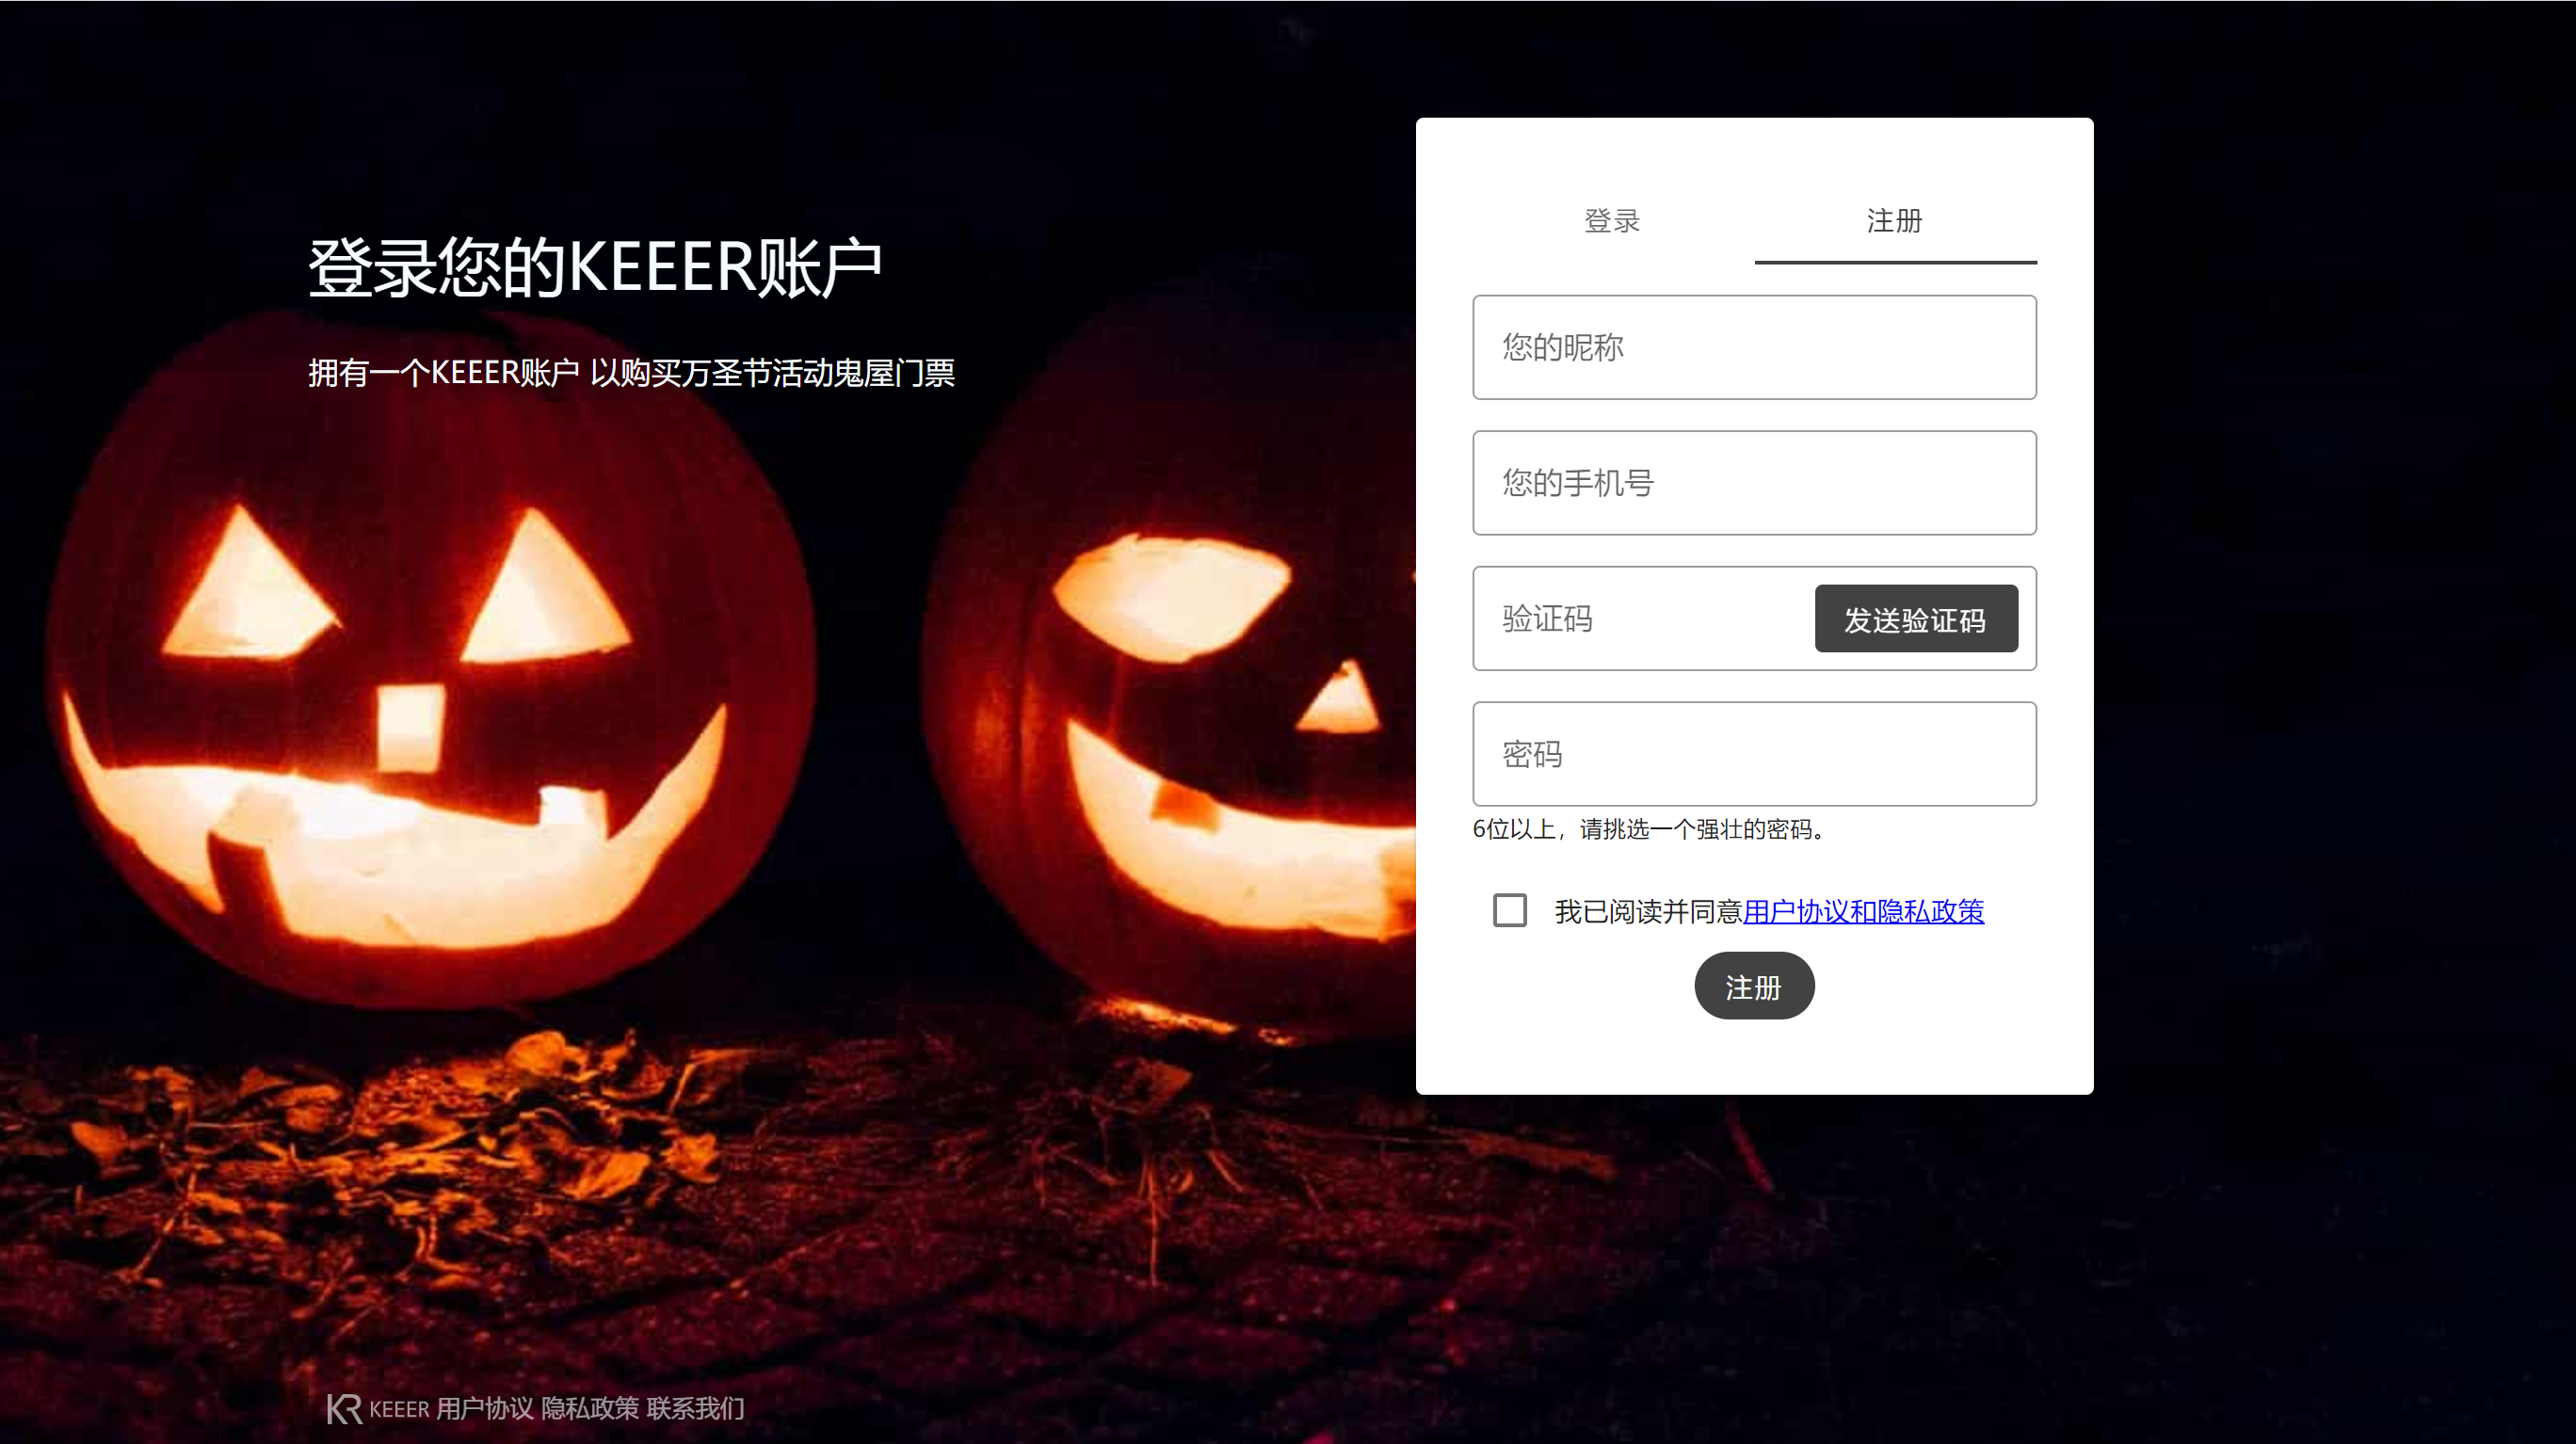 登录您的KEEER账户
拥有一个KEEER账户 以购买万圣节活动鬼屋门票
登录
注册
您的昵称
您的手机号
验证码
发送验证码
密码
6位以上，请挑选一个强壮的密码。
我已阅读并同意用户协议和隐私政策
注册
KR KEEER 用户协议 隐私政策 联系我们